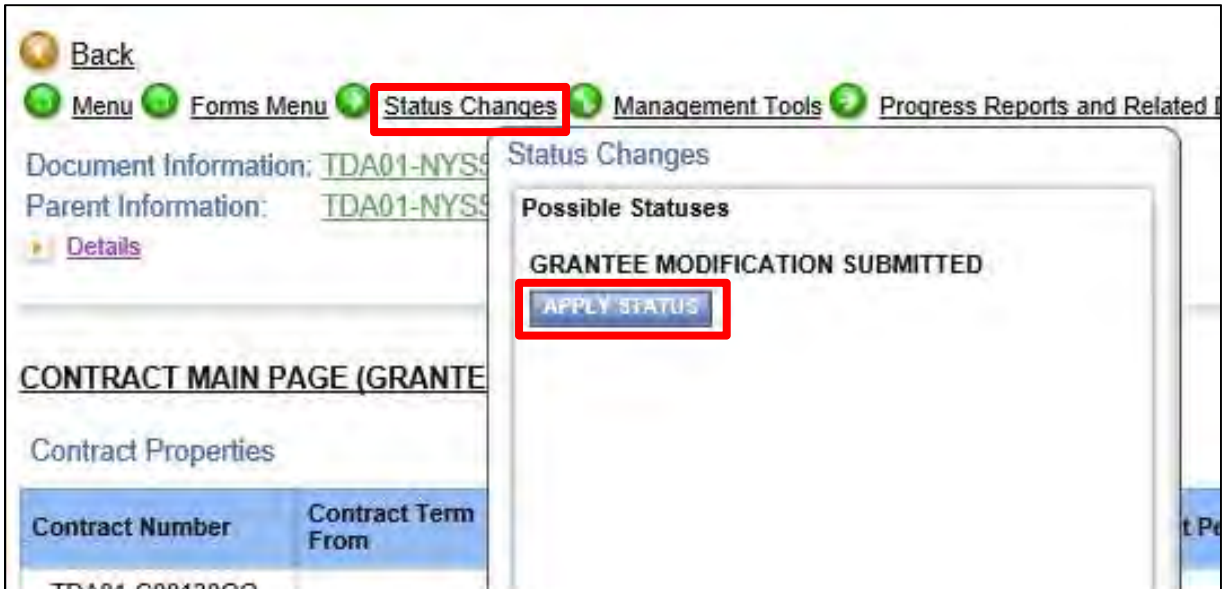 Back
Menu Forms Menu Status Changes Management Tools Progress Reports and Related
Document Information: TDA01-NYSS
Parent Information: TDA01-NYSS
Details
Status Changes
Possible Statuses
GRANTEE MODIFICATION SUBMITTED
APPLY STATUS
CONTRACT MAIN PAGE (GRANTE
Contract Properties
Contract Number
Contract Term
From